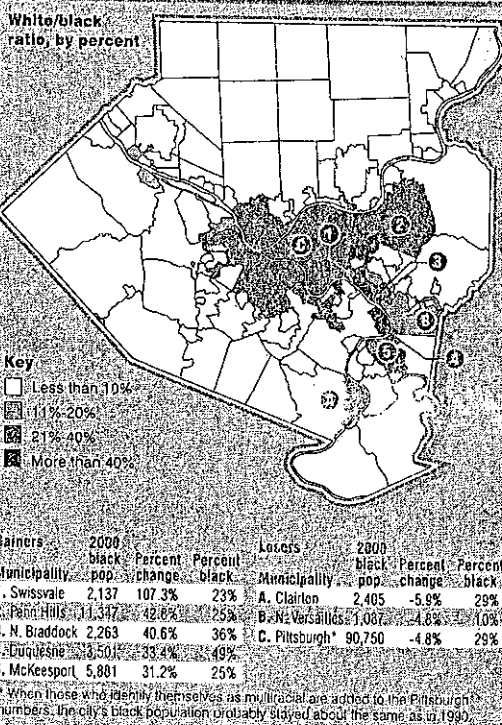 White/black
ratio, by percent
Key
Less than 10%
11%-20%
21%-40%
More than 40%
Gainers
2000
black
pop.
Percent
change
Percent
black
Municipality
Swissvale 2,137 107.3% 23%
Penn Hills 11,347 42.6% 25%
N. Braddock 2,263 40.6% 36%
Duquesne 3,501 33.4% 49%
McKeesport 5,881 31.2% 25%
Losers
2000
black
pop.
Percent
change
Percent
black
Municipality
A. Clairton 2,405 -5.9% 29%
B. N. Versailles 1,087 -4.8% 10%
C. Pittsburgh* 90,750 -4.8% 29%
* When those who identify themselves as multiracial are added to the Pittsburgh
numbers, the city's black population probably stayed about the same as in 1990.